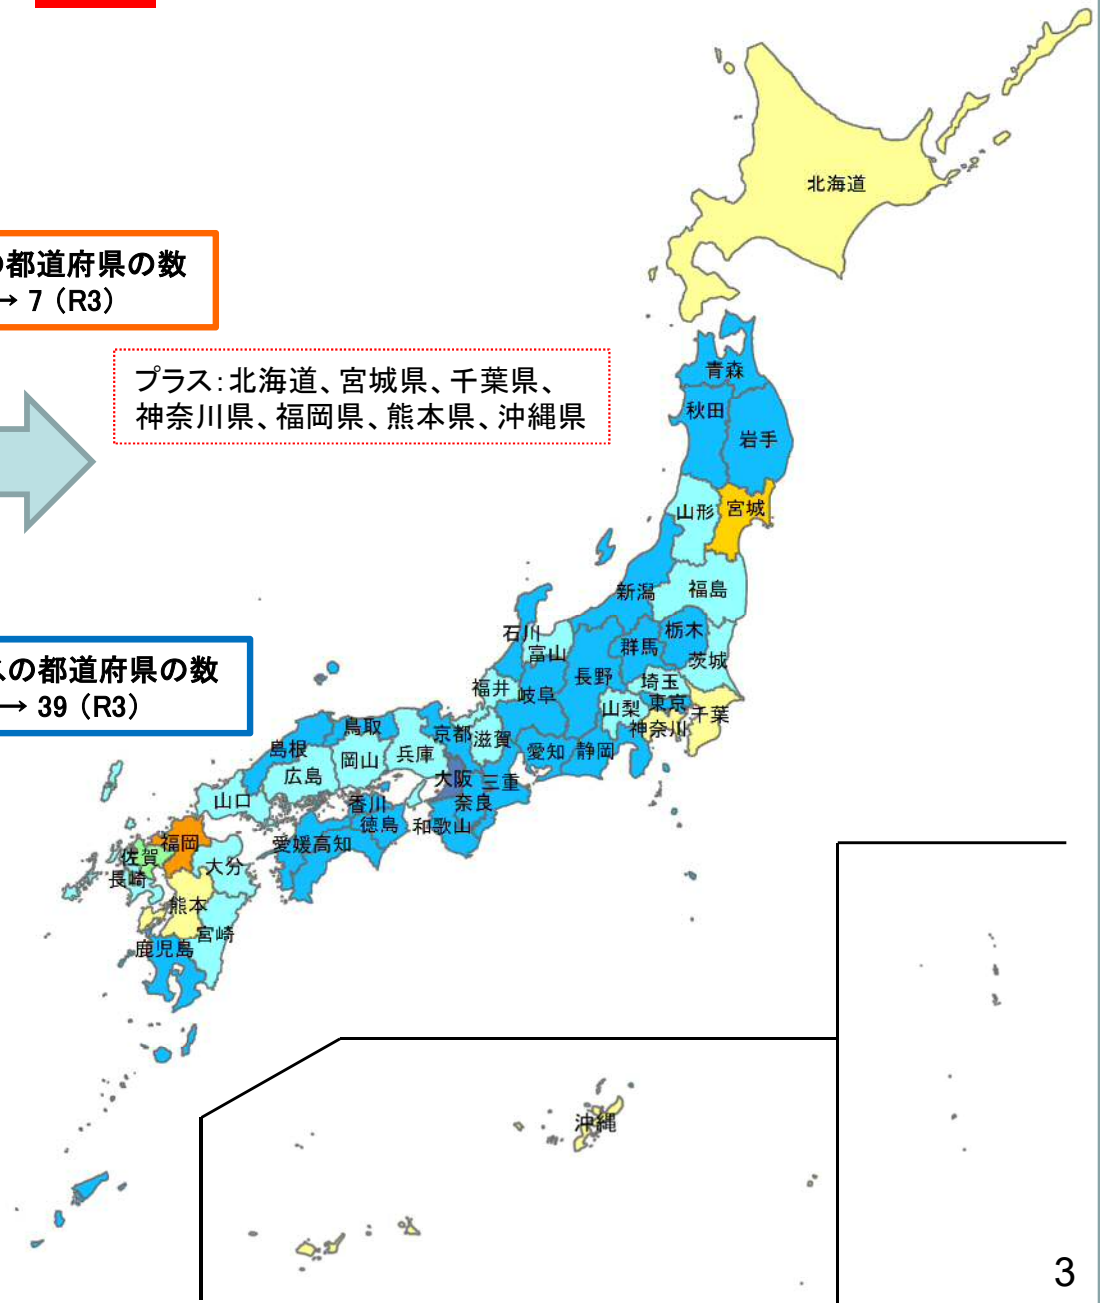 の都道府県の数
→ 7 (R3)
プラス:北海道、宮城県、千葉県、
神奈川県、福岡県、熊本県、沖縄県
スの都道府県の数
→ 39 (R3)
北海道
青森
秋田
岩手
山形
宮城
新潟
福島
石川
富山
群馬
栃木
茨城
福井
岐阜
長野
埼玉
山梨
東京
千葉
神奈川
鳥取
島根
京都
滋賀
愛知
静岡
兵庫
岡山
広島
大阪
三重
奈良
山口
香川
徳島
和歌山
愛媛
高知
福岡
佐賀
大分
長崎
熊本
宮崎
鹿児島
沖縄
3